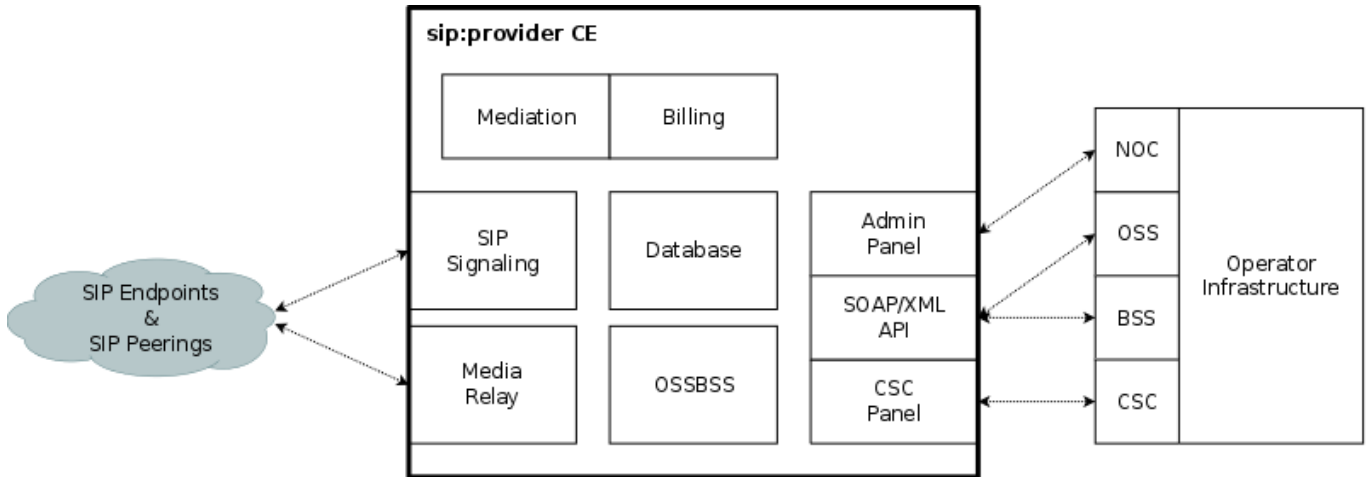 sip:provider CE
Mediation
Billing
SIP
Signaling
Database
Admin
Panel
NOC
OSS
Operator
Infrastructure
SIP Endpoints
&
SIP Peerings
SOAP/XML
API
BSS
Media
Relay
OSSBSS
CSC
Panel
CSC